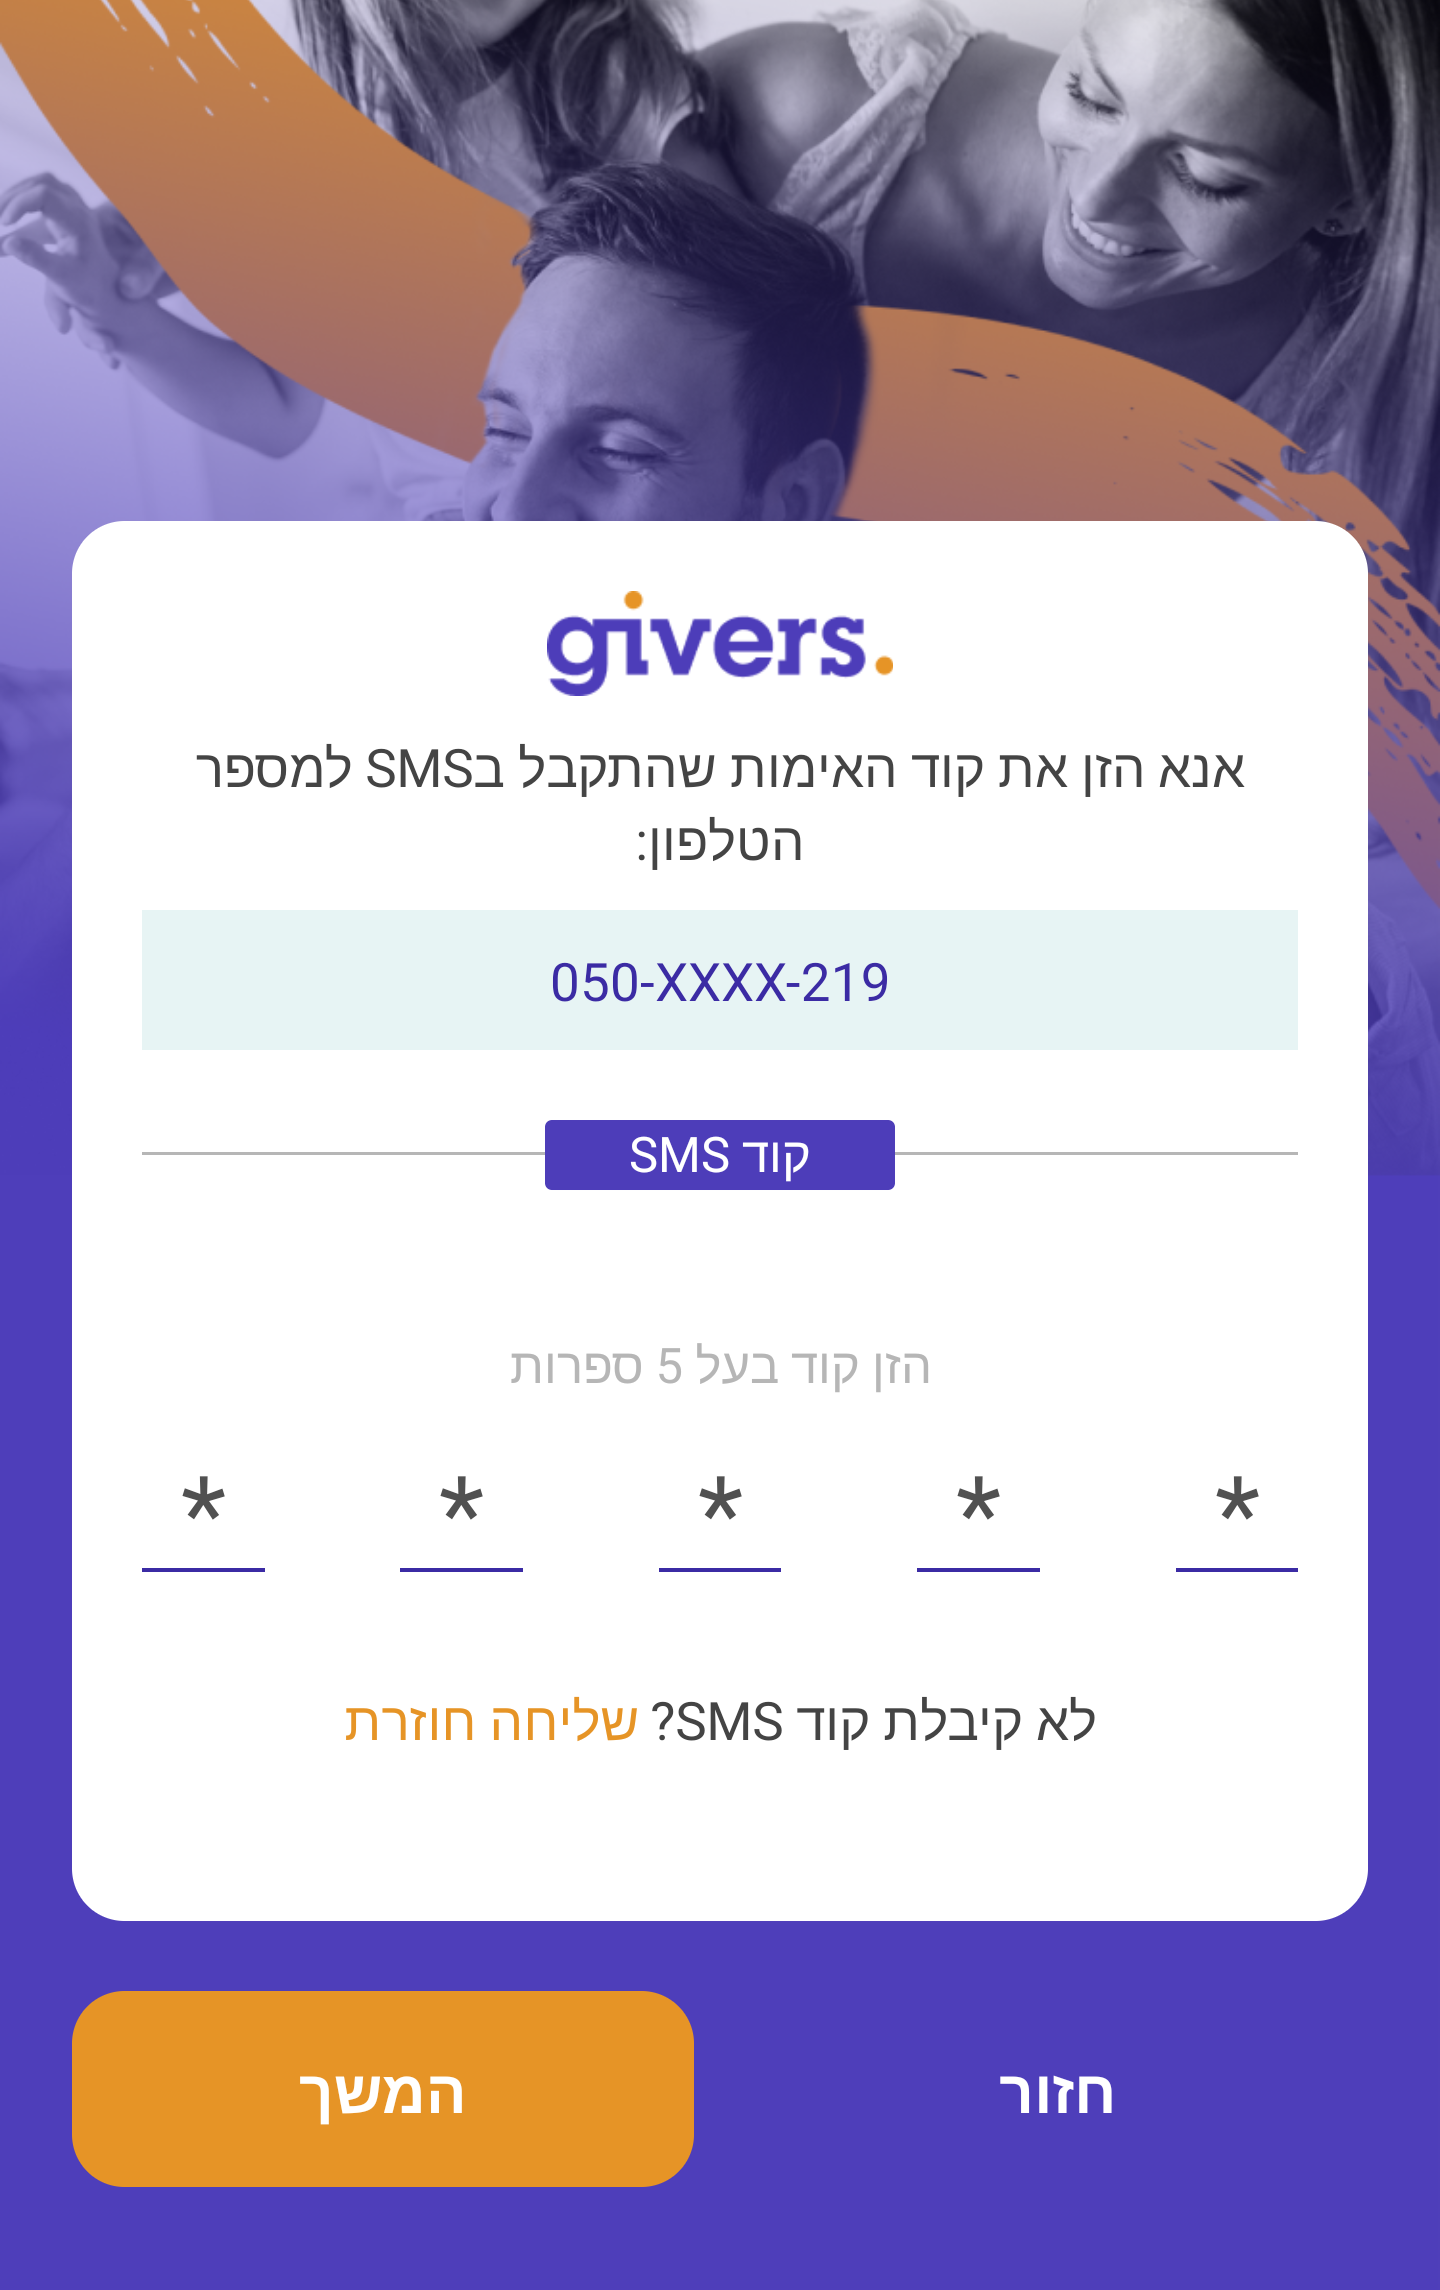 givers.
אנא הזן את קוד האימות שהתקבל בSMS למספר
הטלפון:
050-XXXX-219
קוד SMS
הזן קוד בעל 5 ספרות
* * * * *
לא קיבלת קוד SMS? שליחה חוזרת
חזור
המשך